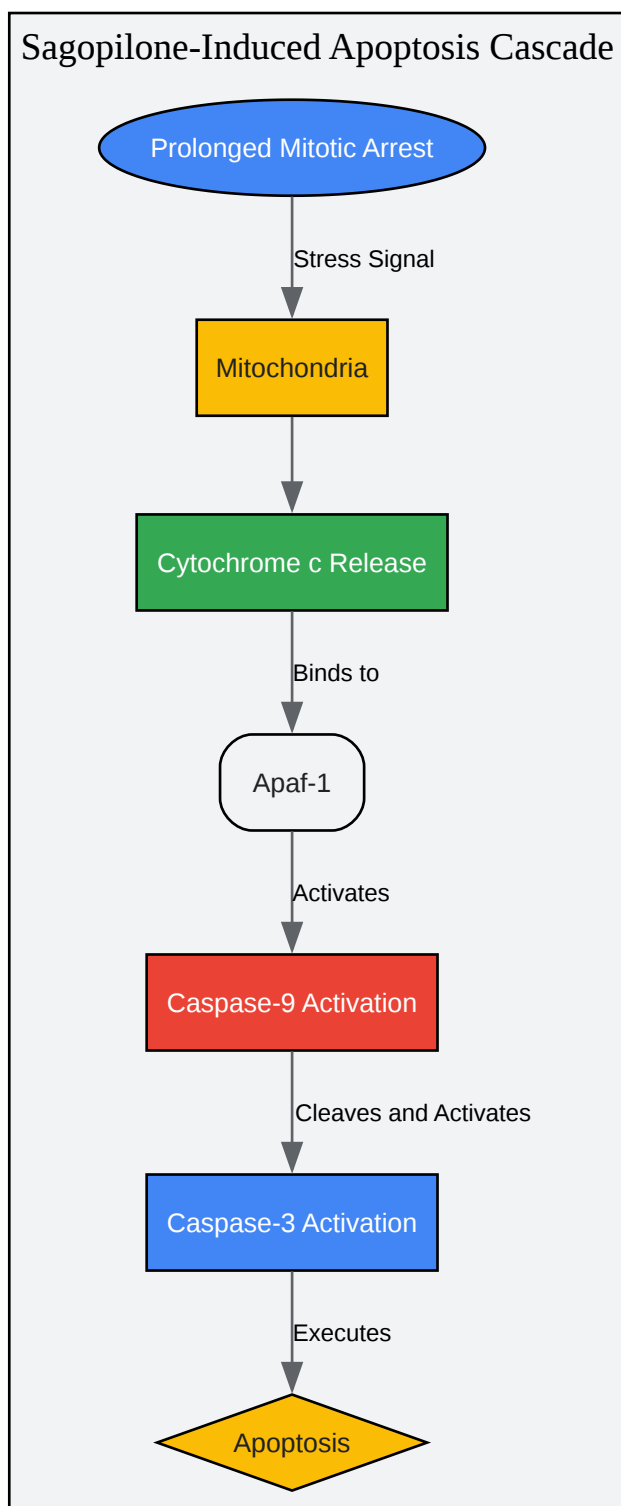 Sagopilone-Induced Apoptosis Cascade
Prolonged Mitotic Arrest
Stress Signal
Mitochondria
Cytochrome c Release
Binds to
Apaf-1
Activates
Caspase-9 Activation
Cleaves and Activates
Caspase-3 Activation
Executes
Apoptosis